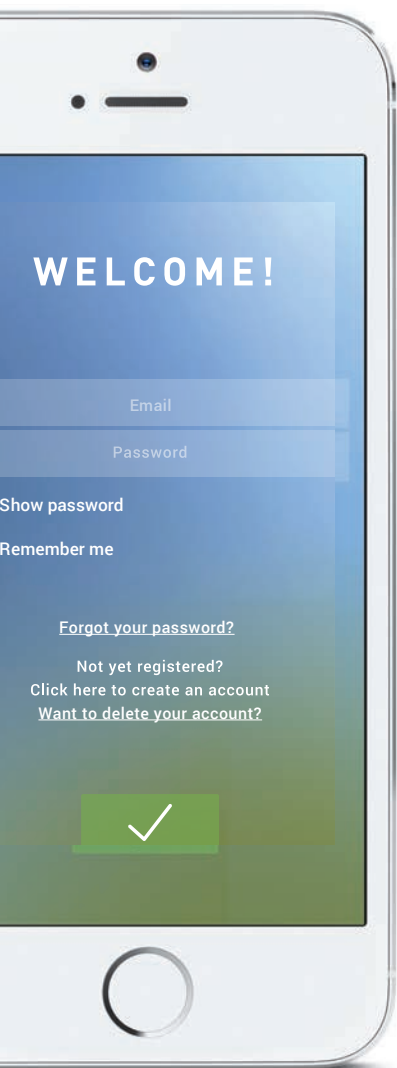 WELCOME!
Email
Password
Show password
Remember me
Forgot your password?
Not yet registered?
Click here to create an account
Want to delete your account?